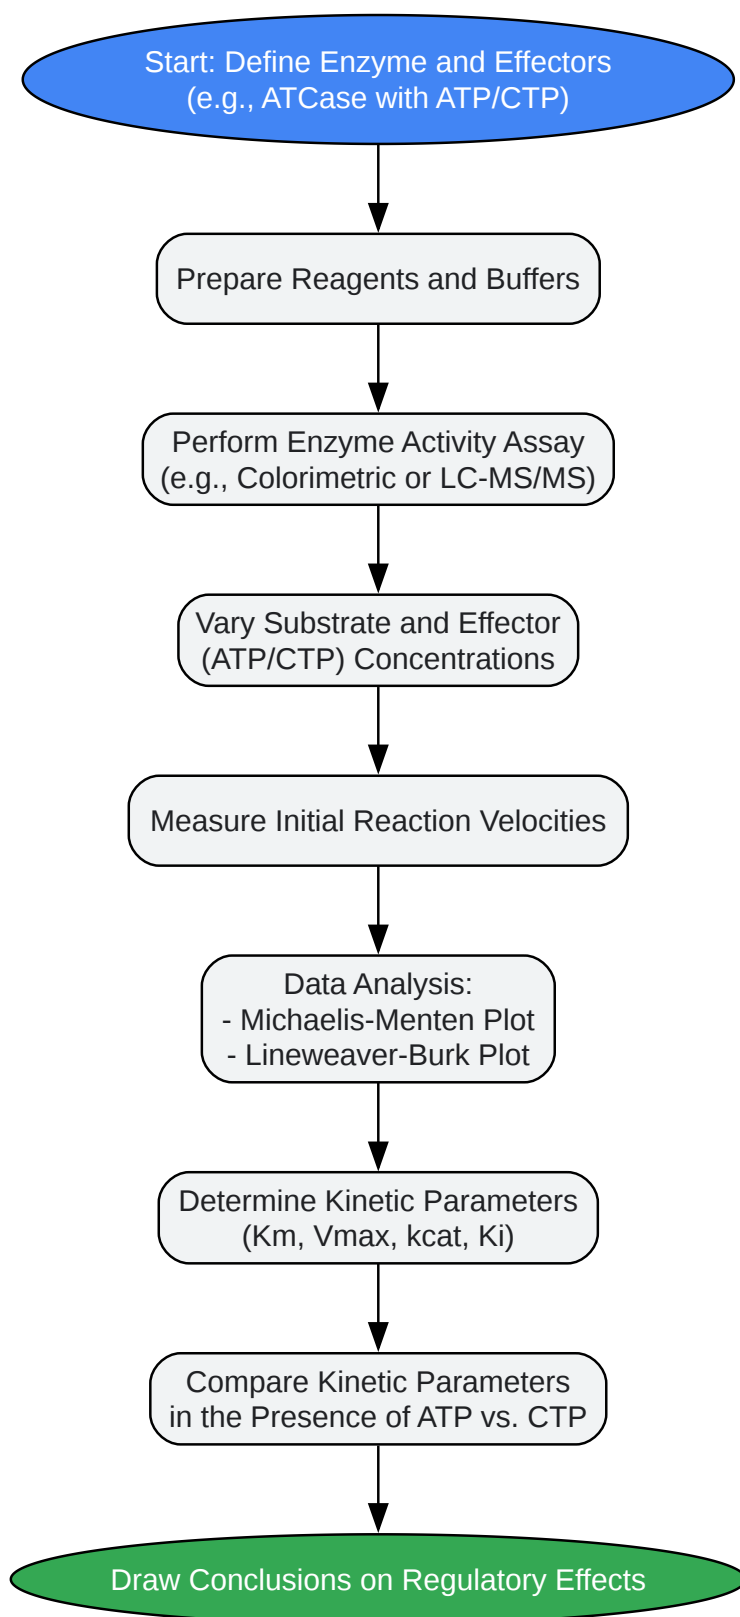 Start: Define Enzyme and Effectors
(e.g., ATCase with ATP/CTP)
Prepare Reagents and Buffers
Perform Enzyme Activity Assay
(e.g., Colorimetric or LC-MS/MS)
Vary Substrate and Effector
(ATP/CTP) Concentrations
Measure Initial Reaction Velocities
Data Analysis:
- Michaelis-Menten Plot
- Lineweaver-Burk Plot
Determine Kinetic Parameters
(Km, Vmax, kcat, Ki)
Compare Kinetic Parameters
in the Presence of ATP vs. CTP
Draw Conclusions on Regulatory Effects